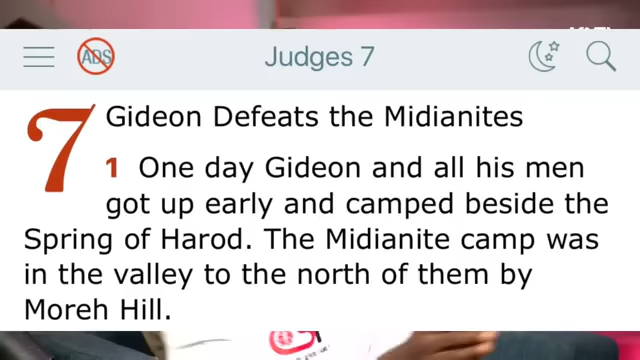 ADS
Judges 7
7
Gideon Defeats the Midianites
1 One day Gideon and all his men
got up early and camped beside the
Spring of Harod. The Midianite camp was
in the valley to the north of them by
Moreh Hill.